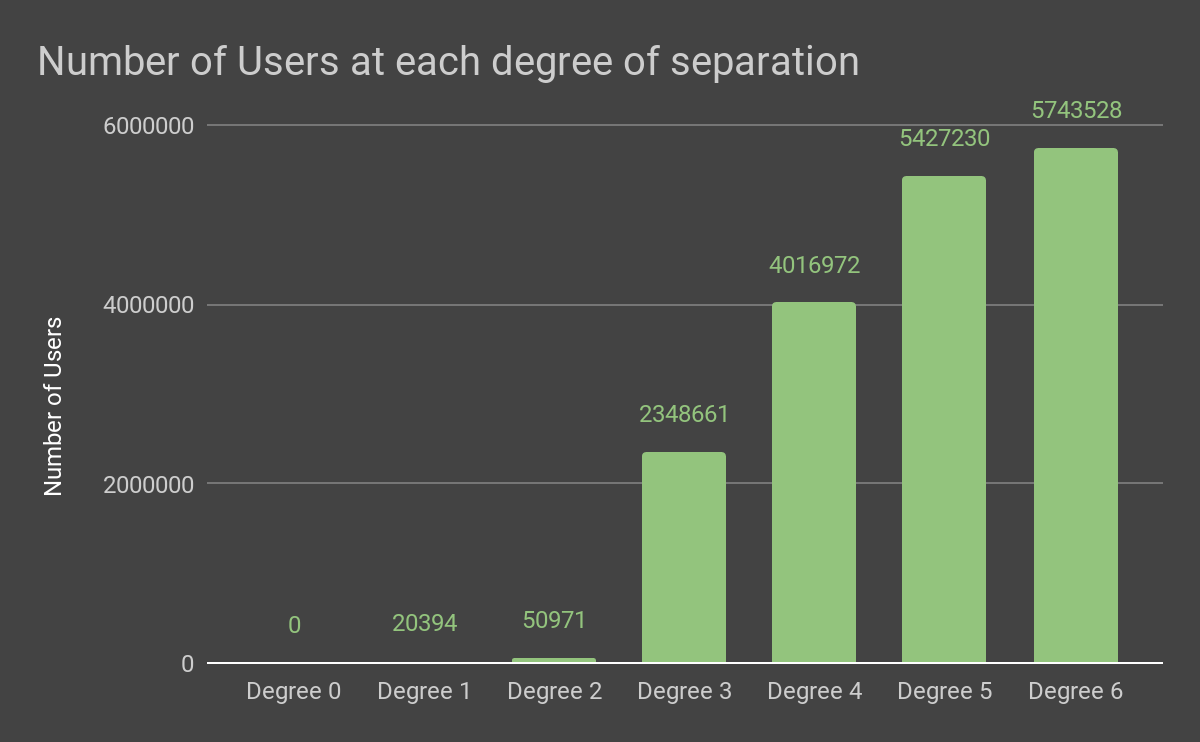 Number of Users at each degree of separation
Number of Users
6000000
4000000
2000000
0
0
20394
50971
2348661
4016972
5427230
5743528
Degree 0
Degree 1
Degree 2
Degree 3
Degree 4
Degree 5
Degree 6